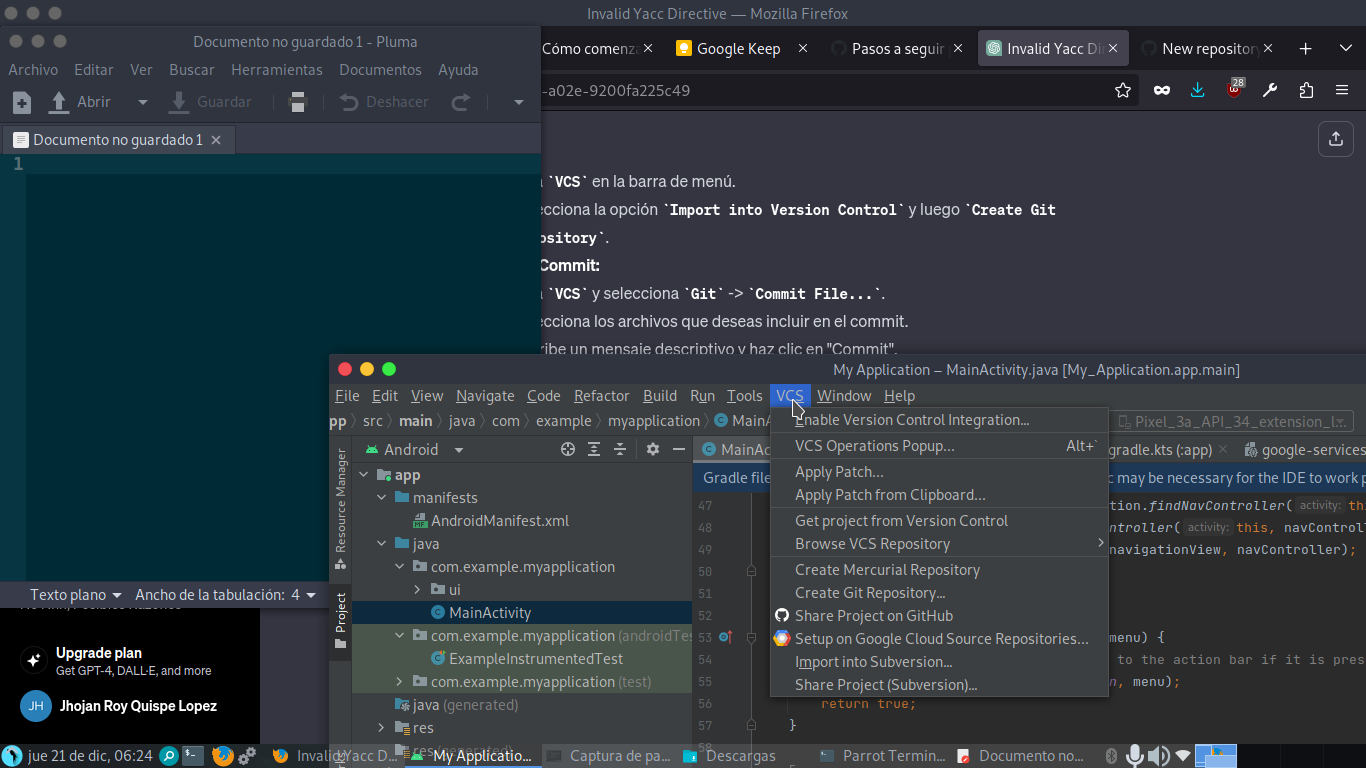 Invalid Yacc Directive — Mozilla Firefox
Documento no guardado 1 - Pluma
Archivo Editar Ver Buscar Herramientas Documentos Ayuda
Abrir Guardar Deshacer
Documento no guardado 1
1
Texto plano Ancho de la tabulación: 4
Cómo comenza
Google Keep
Pasos a seguir
Invalid Yacc Di
New repository
-a02e-9200fa225c49
28
`VCS` en la barra de menú.
ecciona la opción `Import into Version Control` y luego `Create Git
ository`.
Commit:
`VCS` y selecciona `Git` -> `Commit File...`.
ecciona los archivos que deseas incluir en el commit.
ribe un mensaje descriptivo y haz clic en "Commit".
Upgrade plan
Get GPT-4, DALL·E, and more
JH Jhojan Roy Quispe Lopez
My Application – MainActivity.java [My_Application.app.main]
File Edit View Navigate Code Refactor Build Run Tools VCS Window Help
pp src main java com example myapplication MainA
Pixel_3a_API_34_extension_l...
Android
Resource Manager
Project
app
manifests
AndroidManifest.xml
java
com.example.myapplication
ui
MainActivity
com.example.myapplication (androidTes
ExampleInstrumentedTest
com.example.myapplication (test)
java (generated)
res
res (generated)
Enable Version Control Integration...
VCS Operations Popup... Alt+`
Apply Patch...
Apply Patch from Clipboard...
Get project from Version Control
Browse VCS Repository
Create Mercurial Repository
Create Git Repository...
Share Project on GitHub
Setup on Google Cloud Source Repositories...
Import into Subversion...
Share Project (Subversion)...
MainAc
gradle.kts (:app)
google-services
Gradle file
c may be necessary for the IDE to work p
47 tion.findNavController( activity: thi
48 ntroller( activity: this, navControll
49 navigationView, navController);
50
51
52
53 menu) {
54 to the action bar if it is pres
55 n, menu);
56 return true;
57 }
58
jue 21 de dic, 06:24
Invalid Yacc D...
My Applicatio...
Captura de pa...
Descargas
Parrot Termin...
Documento no...